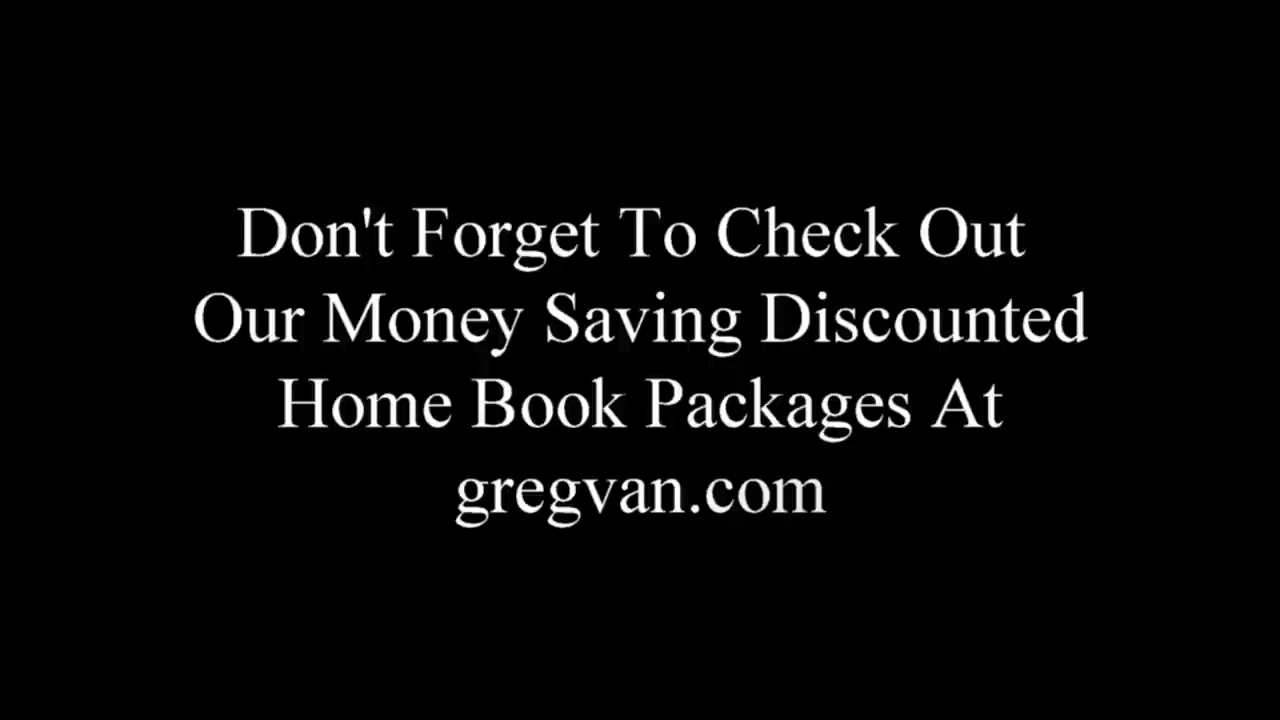 Don't Forget To Check Out
Our Money Saving Discounted
Home Book Packages At
gregvan.com